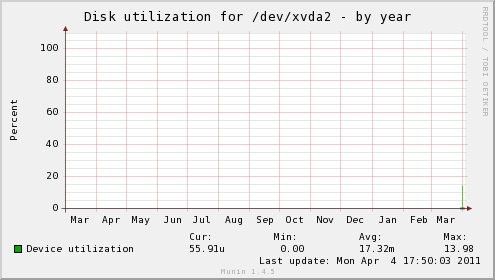 Disk utilization for /dev/xvda2 - by year
RRDTOOL / TOBI OETIKER
Percent
100
80
60
40
20
0
Mar Apr May Jun Jul Aug Sep Oct Nov Dec Jan Feb Mar
Cur: Min: Avg: Max:
Device utilization 55.91u 0.00 17.32m 13.98
Last update: Mon Apr 4 17:50:03 2011
Munin 1.4.5